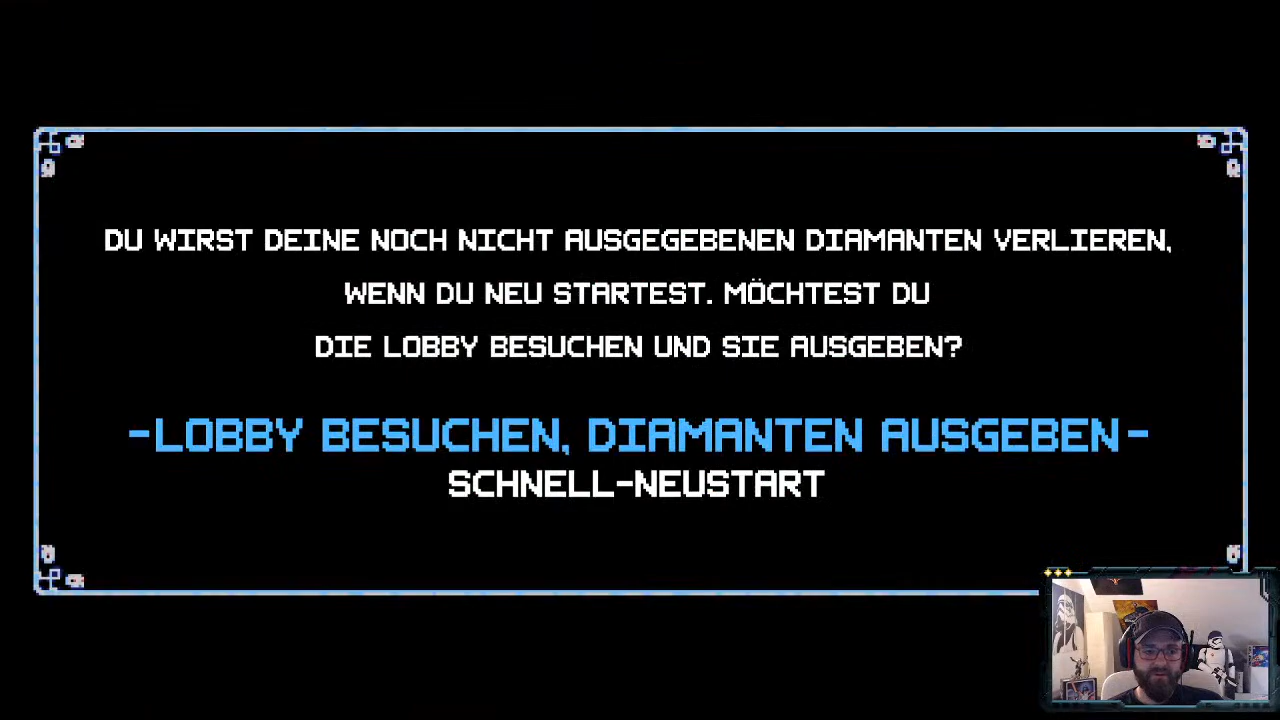 DU WIRST DEINE NOCH NICHT AUSGEGEBENEN DIAMANTEN VERLIEREN,
WENN DU NEU STARTEST. MÖCHTEST DU
DIE LOBBY BESUCHEN UND SIE AUSGEBEN?
-LOBBY BESUCHEN, DIAMANTEN AUSGEBEN-
SCHNELL-NEUSTART